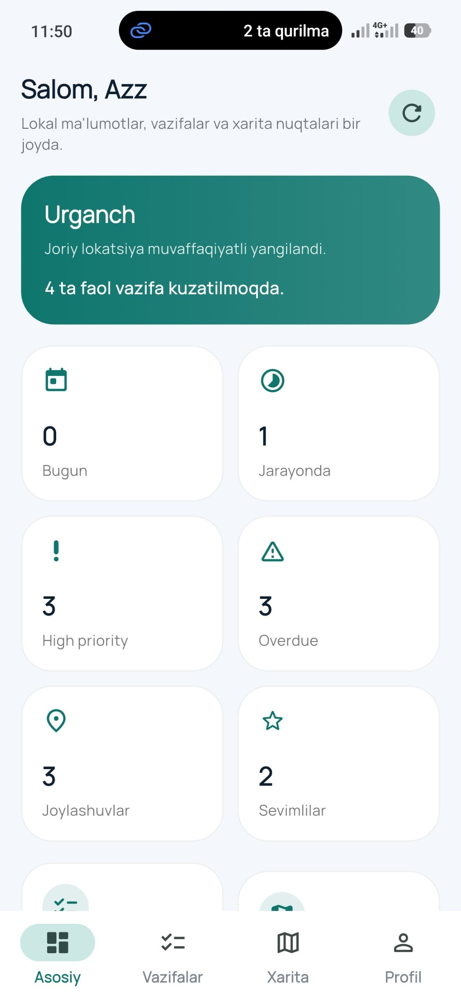 11:50
2 ta qurilma
4G+
40
Salom, Azz
Lokal ma'lumotlar, vazifalar va xarita nuqtalari bir
joyda.
Urganch
Joriy lokatsiya muvaffaqiyatli yangilandi.
4 ta faol vazifa kuzatilmoqda.
0
Bugun
1
Jarayonda
3
High priority
3
Overdue
3
Joylashuvlar
2
Sevimlilar
Asosiy
Vazifalar
Xarita
Profil